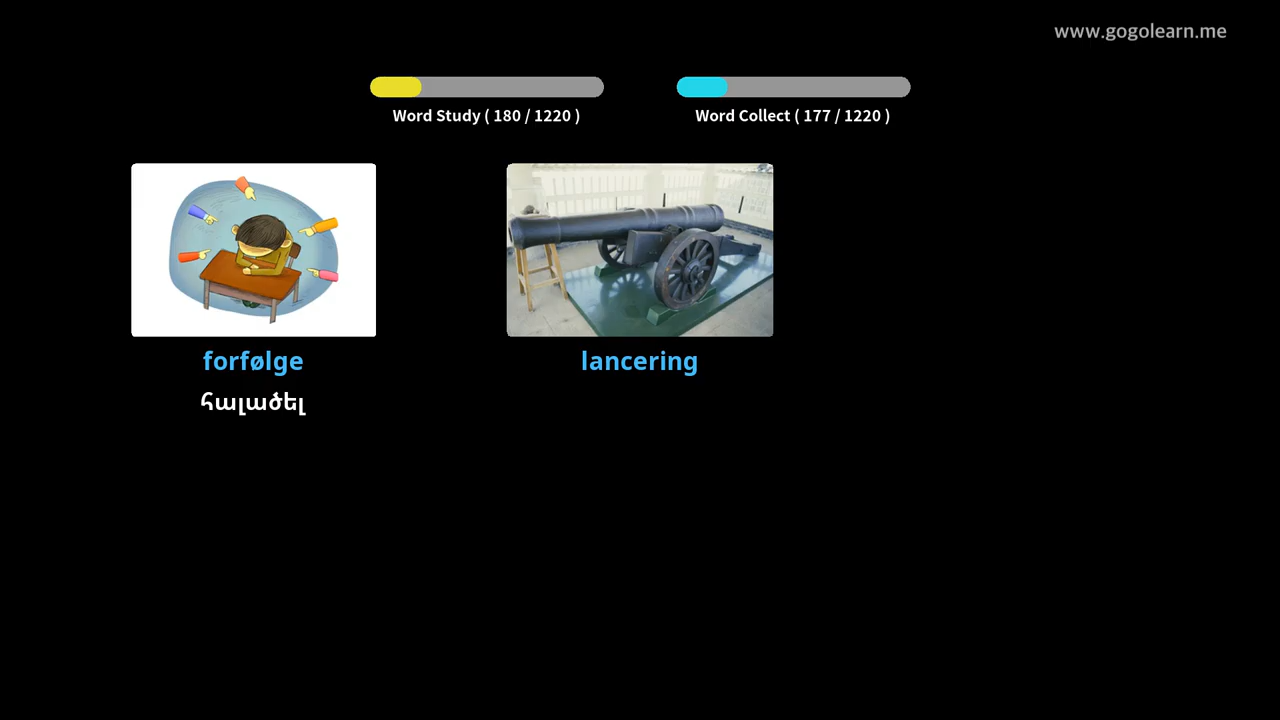 www.gogolearn.me
Word Study ( 180 / 1220 )
Word Collect ( 177 / 1220 )
forfølge
lancering
հալածել